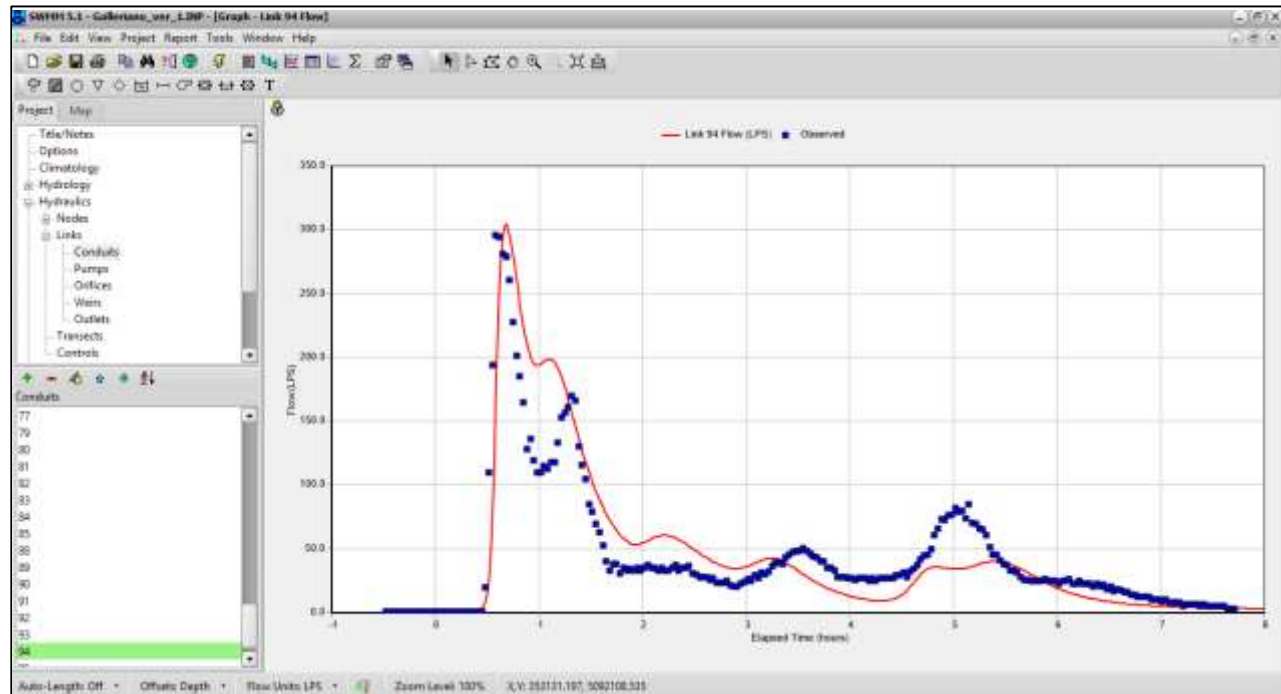 SWMM 5.1 - Galleriano_ver_1.INP - [Graph - Link 94 Flow]
File Edit View Project Report Tools Window Help
Project Map
Title/Notes
Options
Climatology
Hydrology
Hydraulics
Nodes
Links
Conduits
Pumps
Orifices
Weirs
Outlets
Transects
Controls
Conduits
77
79
80
81
82
83
84
85
88
89
90
91
92
93
94
Link 94 Flow (LPS) Observed
350.0
300.0
250.0
200.0
150.0
100.0
50.0
0.0
Flow(LPS)
-1 0 1 2 3 4 5 6 7 8
Elapsed Time (hours)
Auto-Length: Off Offsets: Depth Flow Units: LPS Zoom Level: 100% X,Y: 353131.197, 5092108.525